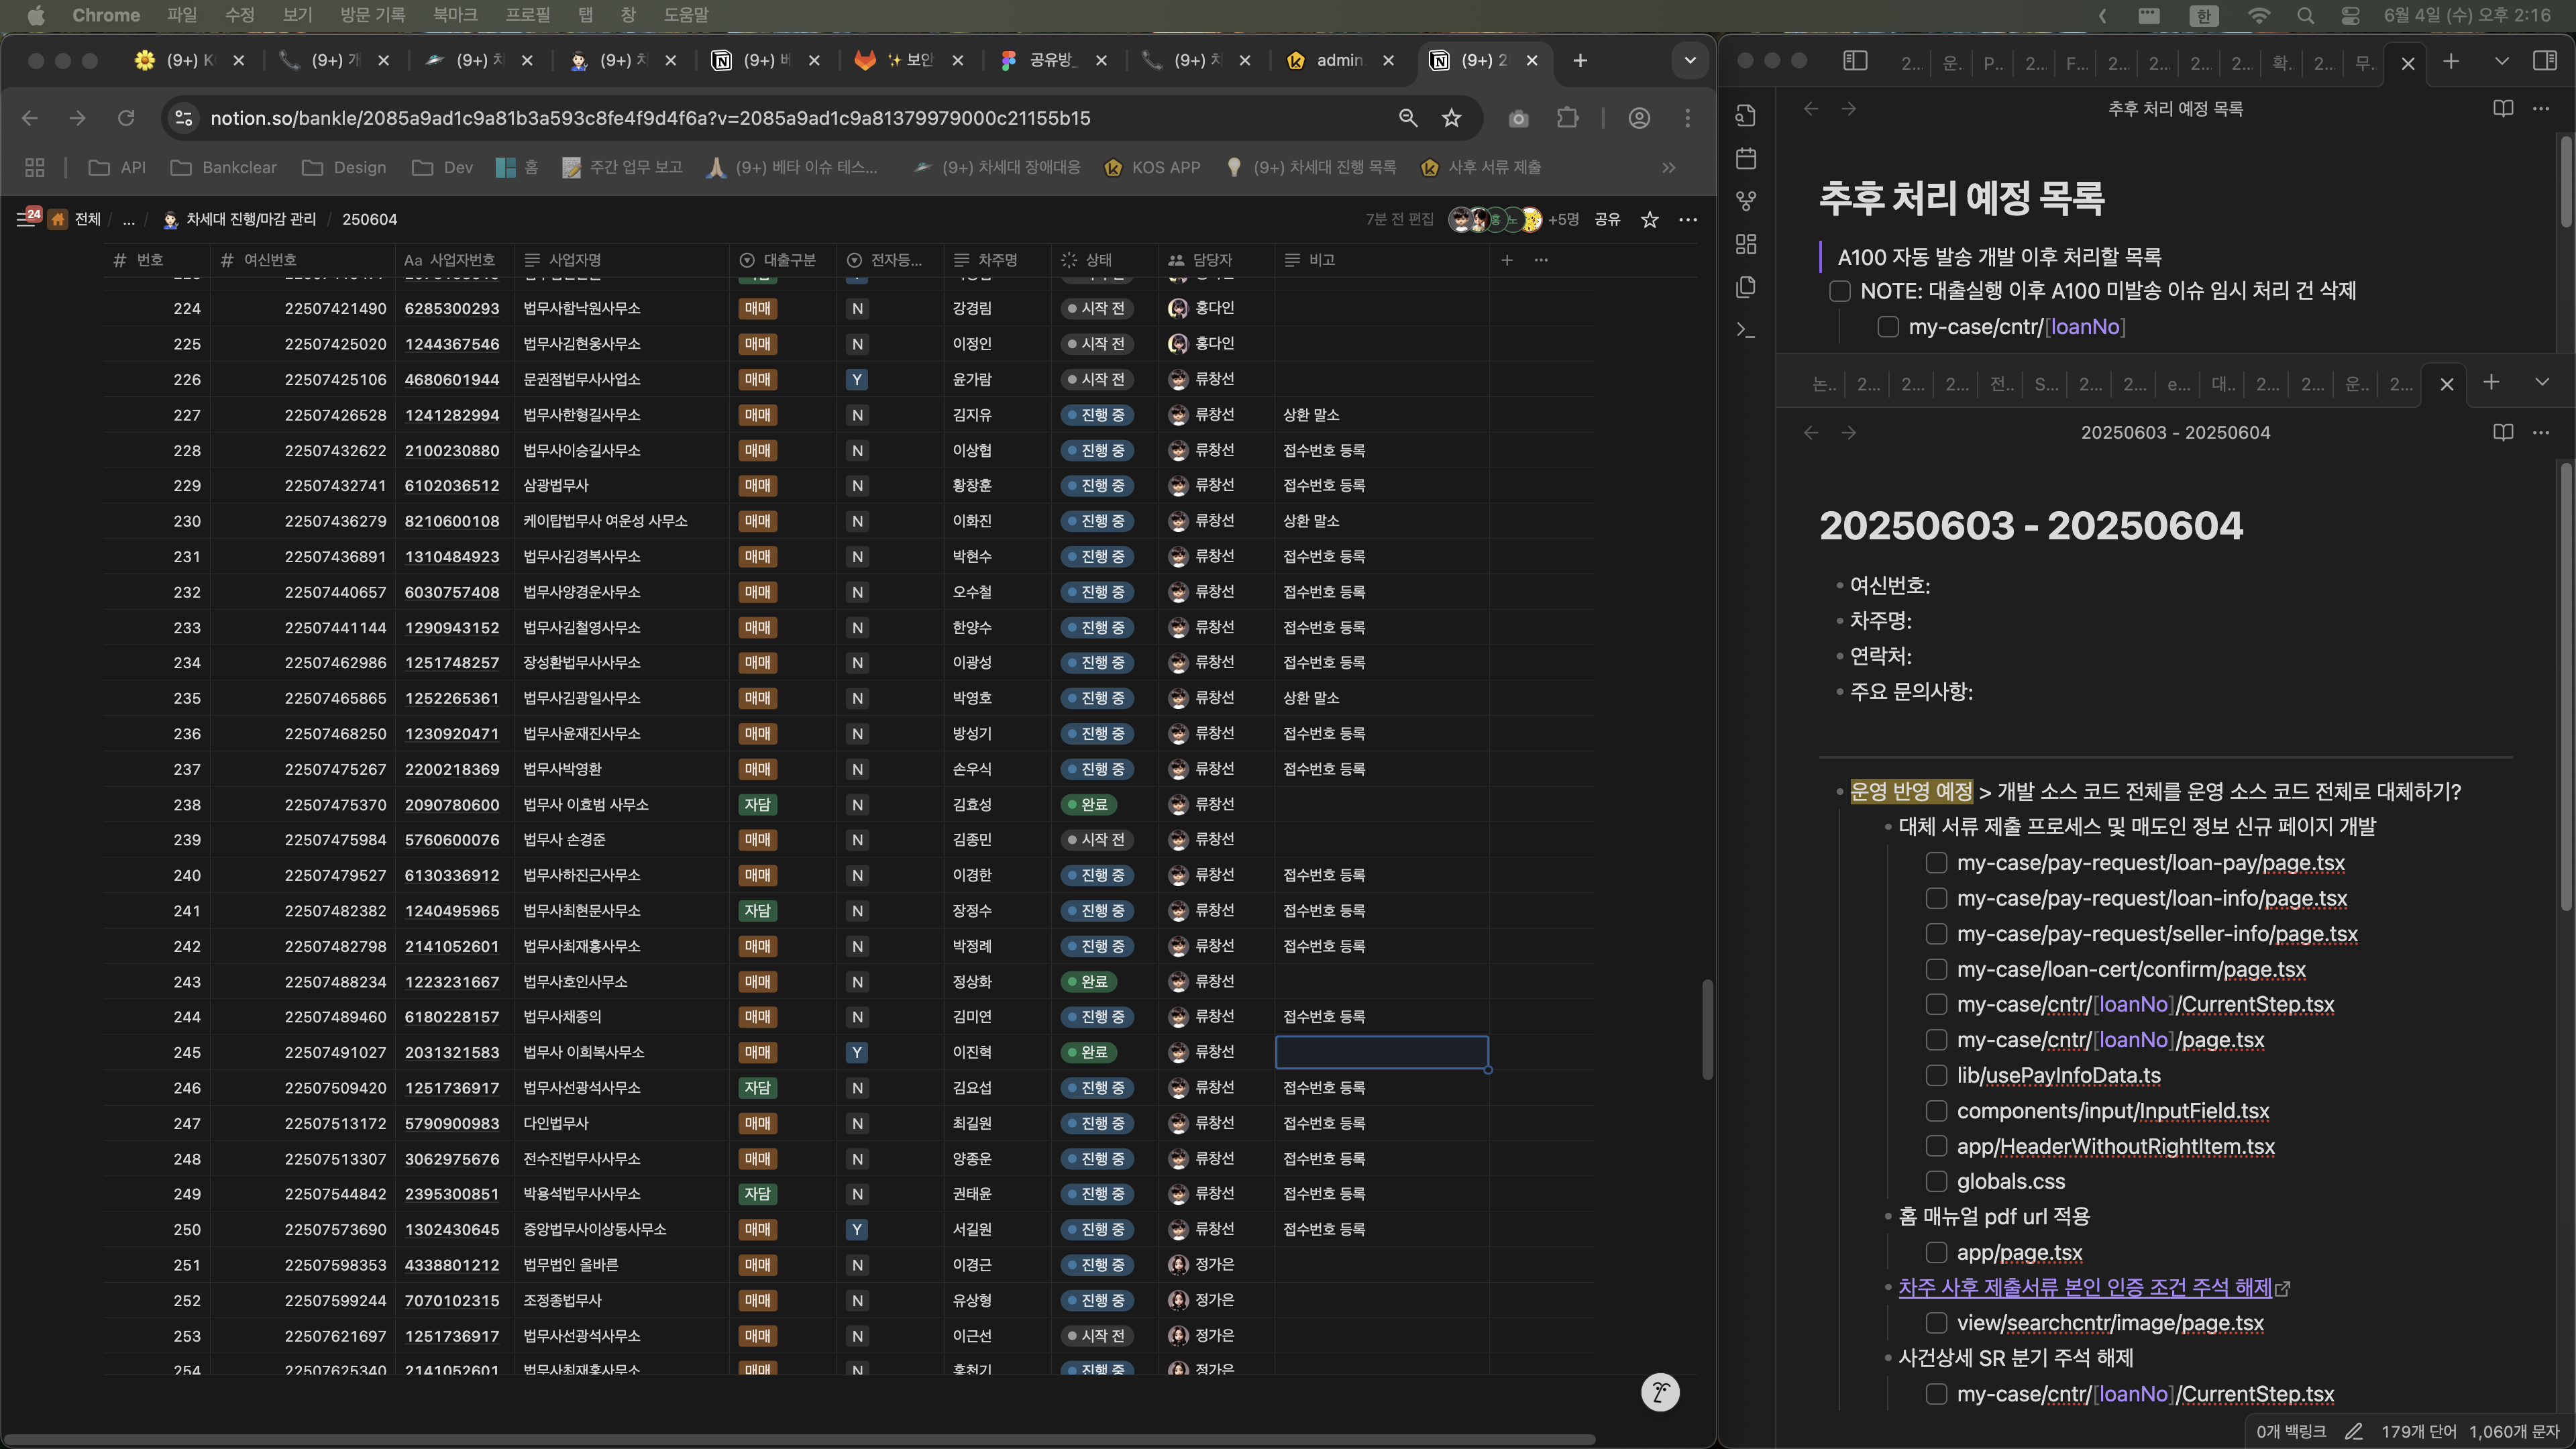 Chrome 파일 수정 보기 방문 기록 북마크 프로필 탭 창 도움말 한 6월 4일 (수) 오후 2:16
(9+) K (9+) 개 (9+) 차 (9+) 차 (9+) 버 보안 공유방_ (9+) 차 admin. (9+) 2
notion.so/bankle/2085a9ad1c9a81b3a593c8fe4f9d4f6a?v=2085a9ad1c9a81379979000c21155b15
API Bankclear Design Dev 홈 주간 업무 보고 (9+) 베타 이슈 테스... (9+) 차세대 장애대응 KOS APP (9+) 차세대 진행 목록 사후 서류 제출
24 전체 / ... / 차세대 진행/마감 관리 / 250604 7분 전 편집 홍 노 +5명 공유
번호 여신번호 Aa 사업자번호 사업자명 대출구분 전자등... 차주명 상태 담당자 비고
224 22507421490 6285300293 법무사함낙원사무소 매매 N 강경림 시작 전 홍다인
225 22507425020 1244367546 법무사김현웅사무소 매매 N 이정인 시작 전 홍다인
226 22507425106 4680601944 문권점법무사사업소 매매 Y 윤가람 시작 전 류창선
227 22507426528 1241282994 법무사한형길사무소 매매 N 김지유 진행 중 류창선 상환 말소
228 22507432622 2100230880 법무사이승길사무소 매매 N 이상협 진행 중 류창선 접수번호 등록
229 22507432741 6102036512 삼광법무사 매매 N 황창훈 진행 중 류창선 접수번호 등록
230 22507436279 8210600108 케이탑법무사 여운성 사무소 매매 N 이화진 진행 중 류창선 상환 말소
231 22507436891 1310484923 법무사김경복사무소 매매 N 박현수 진행 중 류창선 접수번호 등록
232 22507440657 6030757408 법무사양경운사무소 매매 N 오수철 진행 중 류창선 접수번호 등록
233 22507441144 1290943152 법무사김철영사무소 매매 N 한양수 진행 중 류창선 접수번호 등록
234 22507462986 1251748257 장성환법무사사무소 매매 N 이광성 진행 중 류창선 접수번호 등록
235 22507465865 1252265361 법무사김광일사무소 매매 N 박영호 진행 중 류창선 상환 말소
236 22507468250 1230920471 법무사윤재진사무소 매매 N 방성기 진행 중 류창선 접수번호 등록
237 22507475267 2200218369 법무사박영환 매매 N 손우식 진행 중 류창선 접수번호 등록
238 22507475370 2090780600 법무사 이효범 사무소 자담 N 김효성 완료 류창선
239 22507475984 5760600076 법무사 손경준 매매 N 김종민 시작 전 류창선
240 22507479527 6130336912 법무사하진근사무소 매매 N 이경한 진행 중 류창선 접수번호 등록
241 22507482382 1240495965 법무사최현문사무소 자담 N 장정수 진행 중 류창선 접수번호 등록
242 22507482798 2141052601 법무사최재홍사무소 매매 N 박정례 진행 중 류창선 접수번호 등록
243 22507488234 1223231667 법무사호인사무소 매매 N 정상화 완료 류창선
244 22507489460 6180228157 법무사채종의 매매 N 김미연 진행 중 류창선 접수번호 등록
245 22507491027 2031321583 법무사 이희복사무소 매매 Y 이진혁 완료 류창선
246 22507509420 1251736917 법무사선광석사무소 자담 N 김요섭 진행 중 류창선 접수번호 등록
247 22507513172 5790900983 다인법무사 매매 N 최길원 진행 중 류창선 접수번호 등록
248 22507513307 3062975676 전수진법무사사무소 매매 N 양종운 진행 중 류창선 접수번호 등록
249 22507544842 2395300851 박용석법무사사무소 자담 N 권태윤 진행 중 류창선 접수번호 등록
250 22507573690 1302430645 중앙법무사이상동사무소 매매 Y 서길원 진행 중 류창선 접수번호 등록
251 22507598353 4338801212 법무법인 올바른 매매 N 이경근 진행 중 정가은
252 22507599244 7070102315 조정종법무사 매매 N 유상형 진행 중 정가은
253 22507621697 1251736917 법무사선광석사무소 매매 N 이근선 시작 전 정가은
254 22507625340 2141052601 법무사최재홍사무소 매매 N 홍천기 진행 중 정가은
2... 운. P... 2... F... 2... 2... 2... 2... 확. 2... 무.
추후 처리 예정 목록
추후 처리 예정 목록
A100 자동 발송 개발 이후 처리할 목록
NOTE: 대출실행 이후 A100 미발송 이슈 임시 처리 건 삭제
my-case/cntr/[loanNo]
논.. 2... 2... 2... 전.. S... 2... 2... e... 대.. 2... 2... 운.. 2...
20250603 - 20250604
20250603 - 20250604
여신번호:
차주명:
연락처:
주요 문의사항:
운영 반영 예정 > 개발 소스 코드 전체를 운영 소스 코드 전체로 대체하기?
대체 서류 제출 프로세스 및 매도인 정보 신규 페이지 개발
my-case/pay-request/loan-pay/page.tsx
my-case/pay-request/loan-info/page.tsx
my-case/pay-request/seller-info/page.tsx
my-case/loan-cert/confirm/page.tsx
my-case/cntr/[loanNo]/CurrentStep.tsx
my-case/cntr/[loanNo]/page.tsx
lib/usePayInfoData.ts
components/input/InputField.tsx
app/HeaderWithoutRightItem.tsx
globals.css
홈 매뉴얼 pdf url 적용
app/page.tsx
차주 사후 제출서류 본인 인증 조건 주석 해제
view/searchcntr/image/page.tsx
사건상세 SR 분기 주석 해제
my-case/cntr/[loanNo]/CurrentStep.tsx
0개 백링크 179개 단어 1,060개 문자